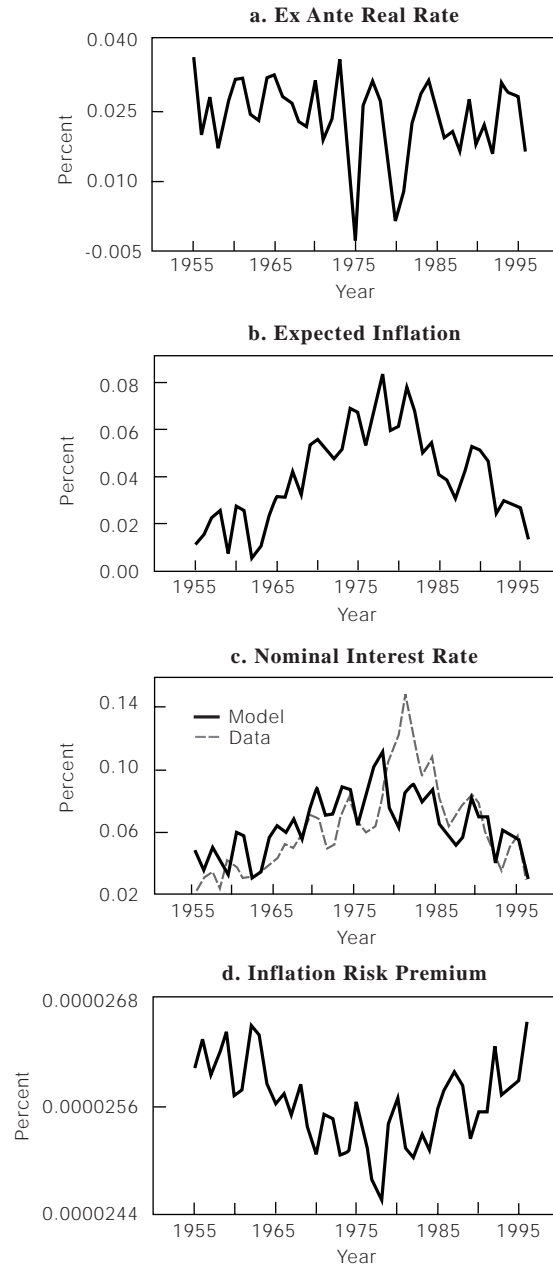 a. Ex Ante Real Rate
0.040
0.025
0.010
-0.005
Percent
1955 1965 1975 1985 1995
Year
b. Expected Inflation
0.08
0.06
0.04
0.02
0.00
Percent
1955 1965 1975 1985 1995
Year
c. Nominal Interest Rate
0.14
0.10
0.06
0.02
Percent
Model
Data
1955 1965 1975 1985 1995
Year
d. Inflation Risk Premium
0.0000268
0.0000256
0.0000244
Percent
1955 1965 1975 1985 1995
Year